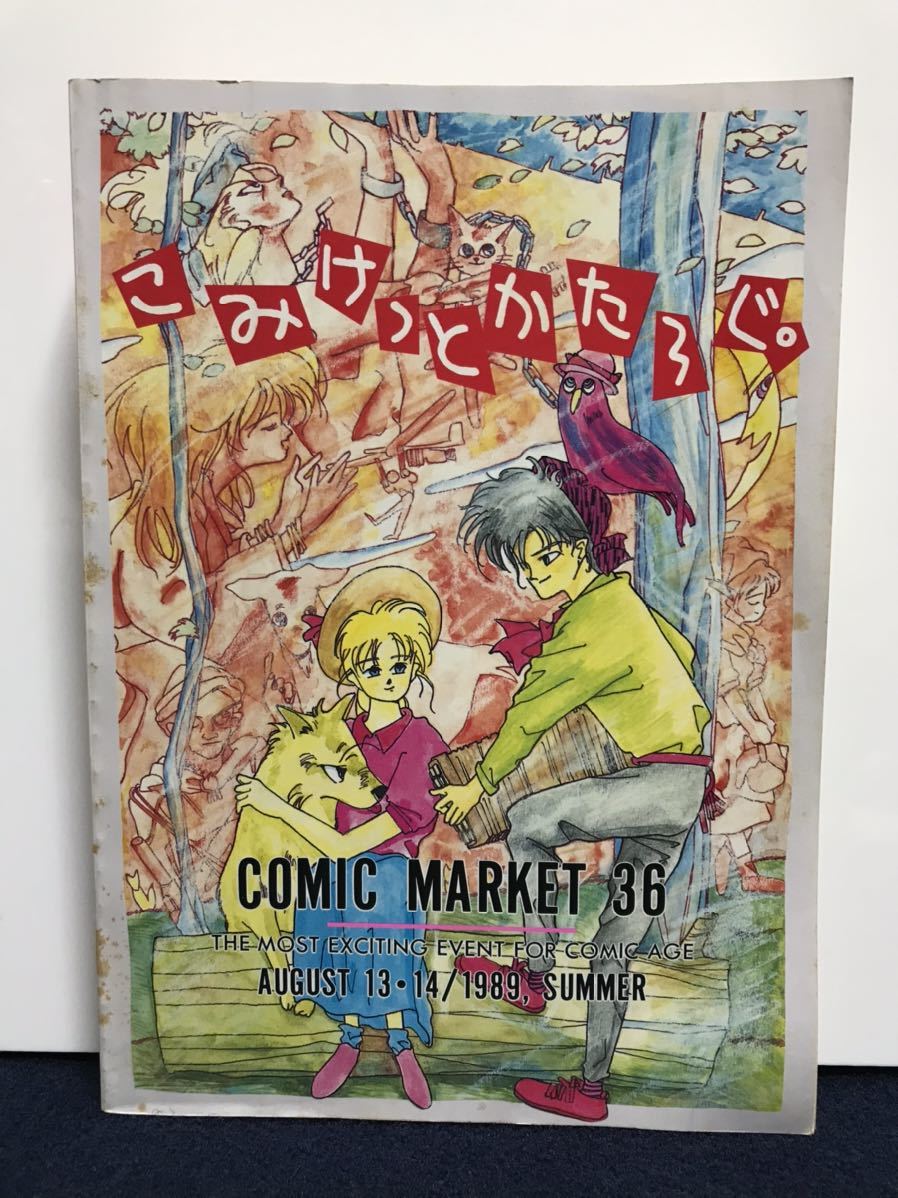 こみけっとかたろぐ。
COMIC MARKET 36
THE MOST EXCITING EVENT FOR COMIC AGE
AUGUST 13・14/1989, SUMMER